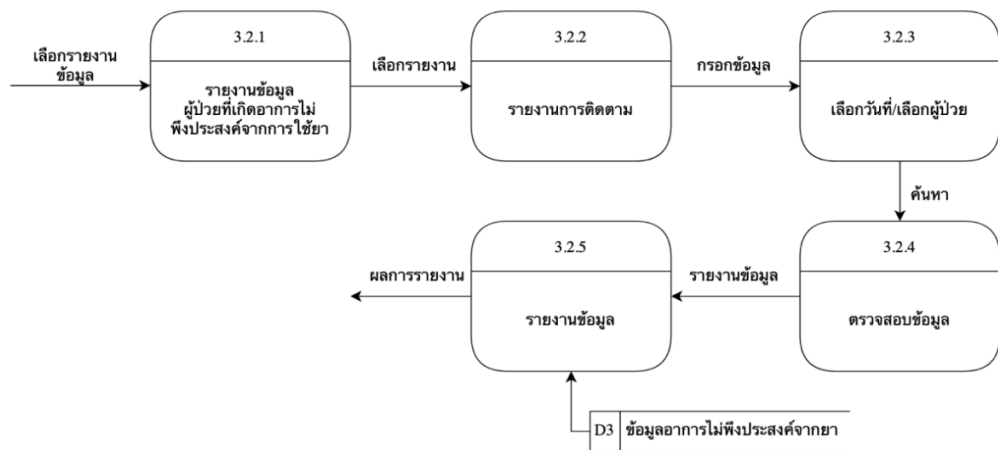 3.2.1
3.2.2
3.2.3
เลือกรายงาน
ข้อมูล
เลือกรายงาน
กรอกข้อมูล
รายงานข้อมูล
ผู้ป่วยที่เกิดอาการไม่
พึงประสงค์จากการใช้ยา
รายงานการติดตาม
เลือกวันที่/เลือกผู้ป่วย
ค้นหา
3.2.5
3.2.4
ผลการรายงาน
รายงานข้อมูล
รายงานข้อมูล
ตรวจสอบข้อมูล
D3 ข้อมูลอาการไม่พึงประสงค์จากยา